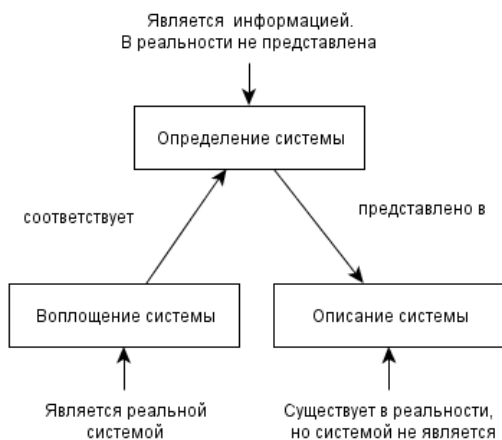 Является информацией.
В реальности не представлена
Определение системы
соответствует
представлено в
Воплощение системы
Описание системы
Является реальной
системой
Существует в реальности,
но системой не является